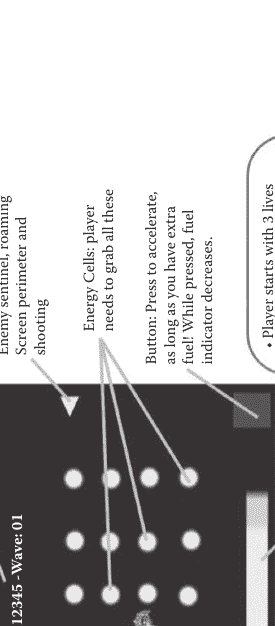 Enemy sentinel, roaming
Screen perimeter and
shooting
Energy Cells: player
needs to grab all these
Button: Press to accelerate,
as long as you have extra
fuel! While pressed, fuel
indicator decreases.
12345 - Wave: 01
• Player starts with 3 lives